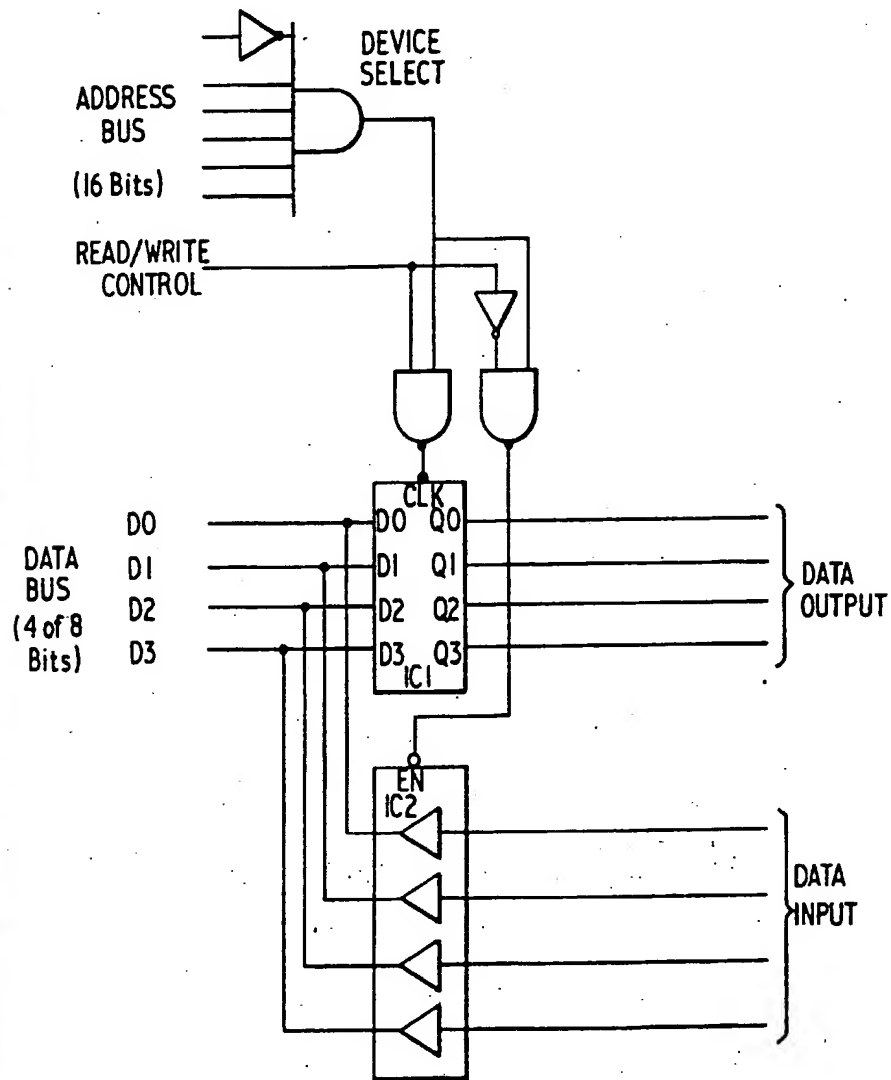 DEVICE
SELECT
ADDRESS
BUS
(16 Bits)
READ/WRITE
CONTROL
CLK
D0 Q0
D1 Q1
D2 Q2
D3 Q3
IC1
D0
D1
D2
D3
DATA
BUS
(4 of 8
Bits)
DATA
OUTPUT
EN
IC2
DATA
INPUT